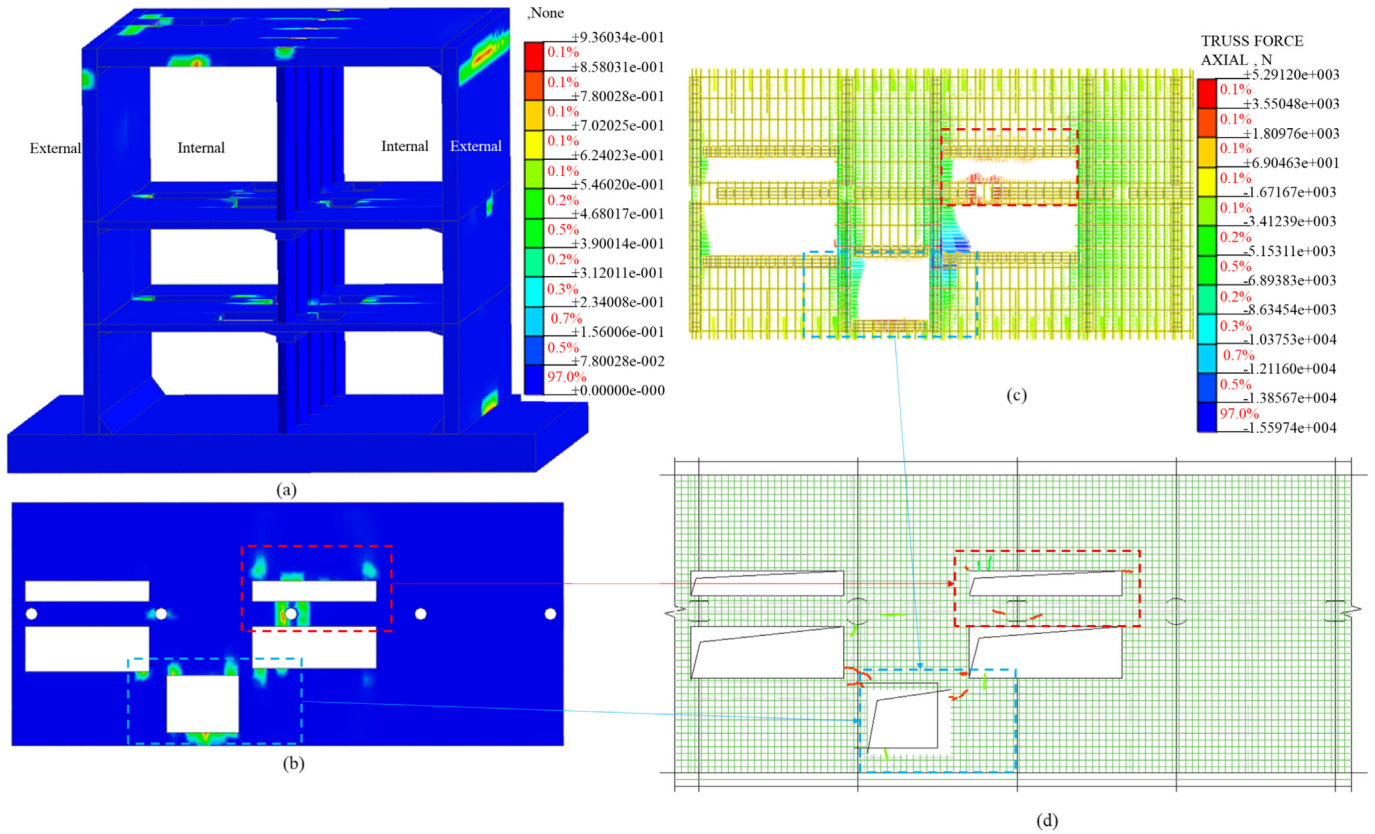 ,None
+9.36034e-001
0.1%
+8.58031e-001
0.1%
+7.80028e-001
0.1%
+7.02025e-001
0.1%
+6.24023e-001
0.1%
+5.46020e-001
0.2%
+4.68017e-001
0.5%
+3.90014e-001
0.2%
+3.12011e-001
0.3%
+2.34008e-001
0.7%
+1.56006e-001
0.5%
+7.80028e-002
97.0%
+0.00000e-000
External
Internal
Internal
External
(a)
TRUSS FORCE
AXIAL , N
+5.29120e+003
0.1%
+3.55048e+003
0.1%
+1.80976e+003
0.1%
+6.90463e+001
0.1%
-1.67167e+003
0.1%
-3.41239e+003
0.2%
-5.15311e+003
0.5%
-6.89383e+003
0.2%
-8.63454e+003
0.3%
-1.03753e+004
0.7%
-1.21160e+004
0.5%
-1.38567e+004
97.0%
-1.55974e+004
(c)
(b)
(d)